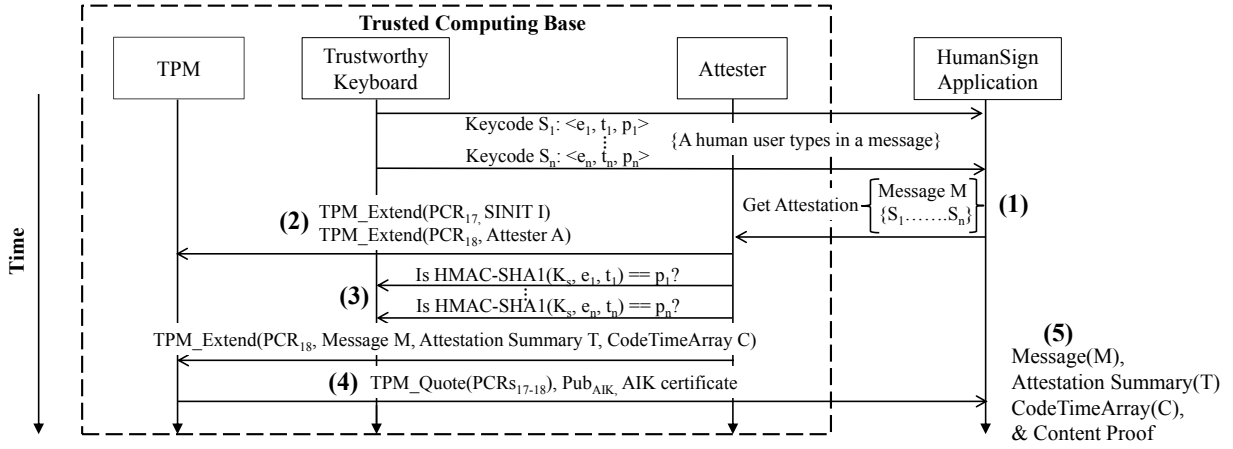 Trusted Computing Base
TPM
Trustworthy
Keyboard
Attester
HumanSign
Application
Time
Keycode S1: <e1, t1, p1>
{A human user types in a message}
Keycode Sn: <en, tn, pn>
Get Attestation
Message M
{S1…….Sn}
(1)
(2)
TPM_Extend(PCR17, SINIT I)
TPM_Extend(PCR18, Attester A)
(3)
Is HMAC-SHA1(Ks, e1, t1) == p1?
Is HMAC-SHA1(Ks, en, tn) == pn?
TPM_Extend(PCR18, Message M, Attestation Summary T, CodeTimeArray C)
(4)
TPM_Quote(PCRs17-18), PubAIK, AIK certificate
(5)
Message(M),
Attestation Summary(T)
CodeTimeArray(C),
& Content Proof